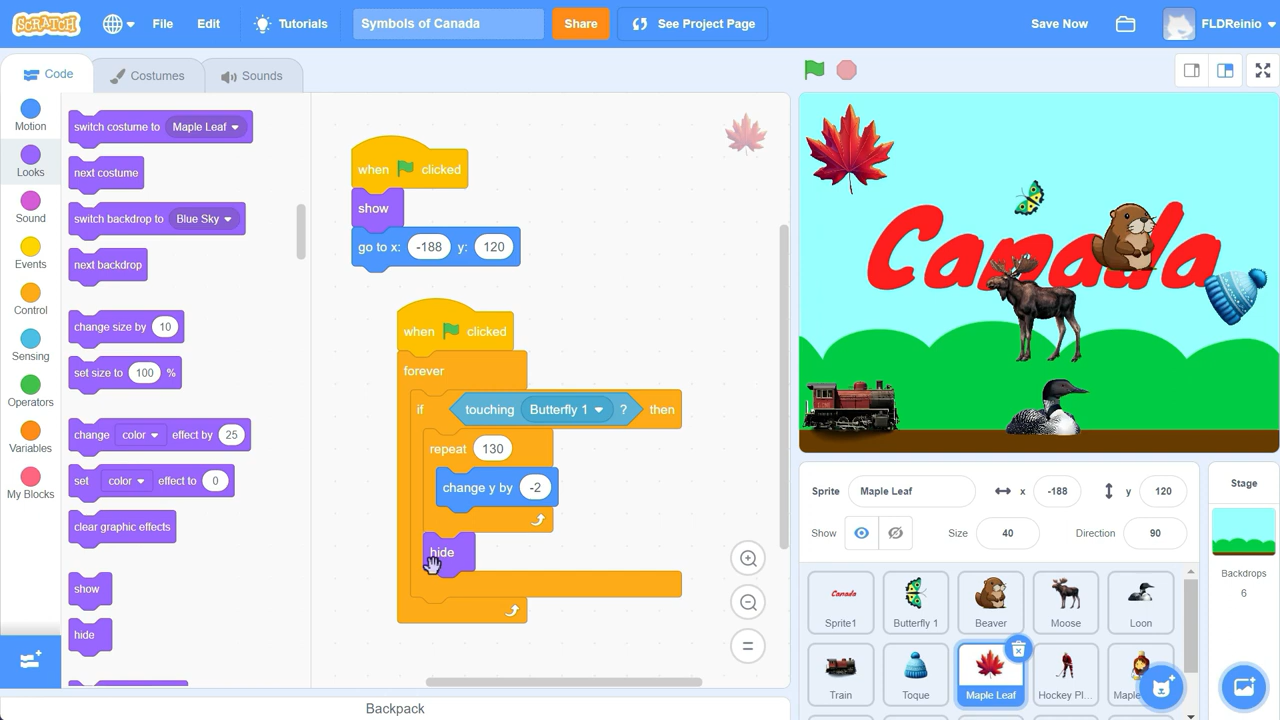 SCRATCH
File
Edit
Tutorials
Symbols of Canada
Share
See Project Page
Save Now
FLDReinio
Code
Costumes
Sounds
Motion
Looks
Sound
Events
Control
Sensing
Operators
Variables
My Blocks
switch costume to Maple Leaf
next costume
switch backdrop to Blue Sky
next backdrop
change size by 10
set size to 100 %
change color effect by 25
set color effect to 0
clear graphic effects
show
hide
when clicked
show
go to x: -188 y: 120
when clicked
forever
if touching Butterfly 1 ? then
repeat 130
change y by -2
hide
Backpack
Canada
Sprite Maple Leaf x -188 y 120
Show Size 40 Direction 90
Canada
Sprite1
Butterfly 1
Beaver
Moose
Loon
Train
Toque
Maple Leaf
Hockey Pl...
Maple
Stage
Backdrops
6